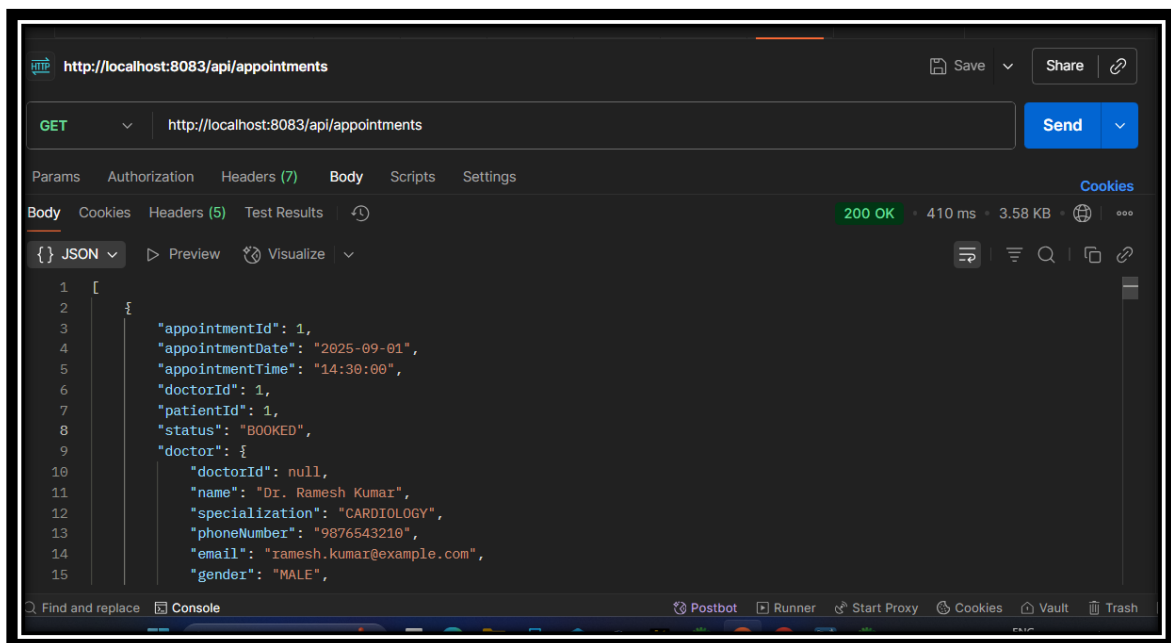 HTTP http://localhost:8083/api/appointments Save Share
GET http://localhost:8083/api/appointments Send
Params Authorization Headers (7) Body Scripts Settings Cookies
Body Cookies Headers (5) Test Results 200 OK • 410 ms • 3.58 KB
{} JSON Preview Visualize
1 [
2 {
3 "appointmentId": 1,
4 "appointmentDate": "2025-09-01",
5 "appointmentTime": "14:30:00",
6 "doctorId": 1,
7 "patientId": 1,
8 "status": "BOOKED",
9 "doctor": {
10 "doctorId": null,
11 "name": "Dr. Ramesh Kumar",
12 "specialization": "CARDIOLOGY",
13 "phoneNumber": "9876543210",
14 "email": "ramesh.kumar@example.com",
15 "gender": "MALE",
Find and replace Console Postbot Runner Start Proxy Cookies Vault Trash